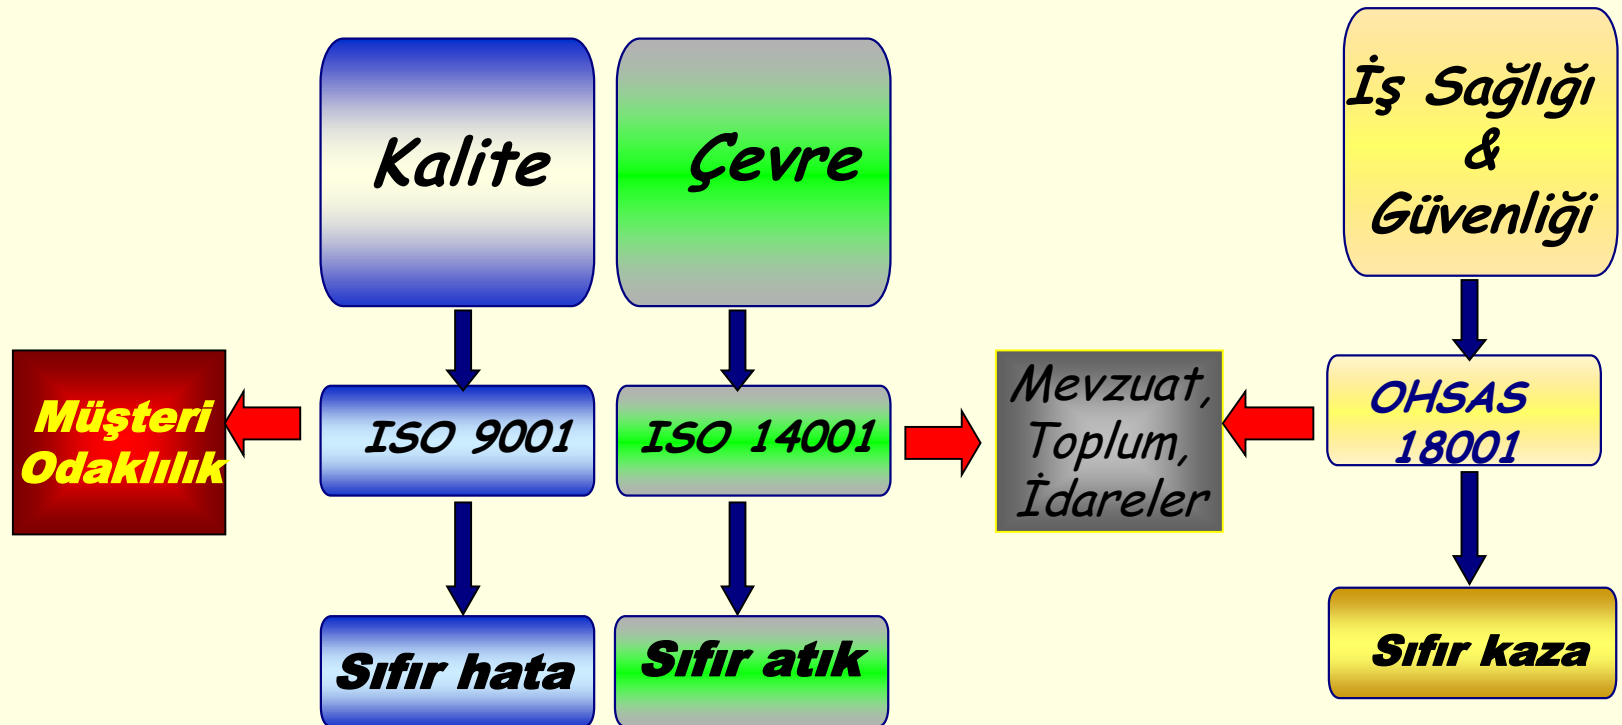 Kalite
Çevre
İş Sağlığı
&
Güvenliği
Müşteri
Odaklılık
ISO 9001
ISO 14001
Mevzuat,
Toplum,
İdareler
OHSAS
18001
Sıfır hata
Sıfır atık
Sıfır kaza